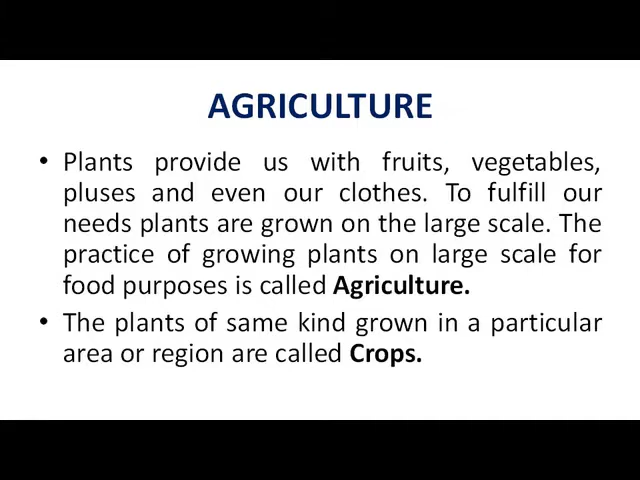 AGRICULTURE
• Plants provide us with fruits, vegetables,
pluses and even our clothes. To fulfill our
needs plants are grown on the large scale. The
practice of growing plants on large scale for
food purposes is called Agriculture.
• The plants of same kind grown in a particular
area or region are called Crops.